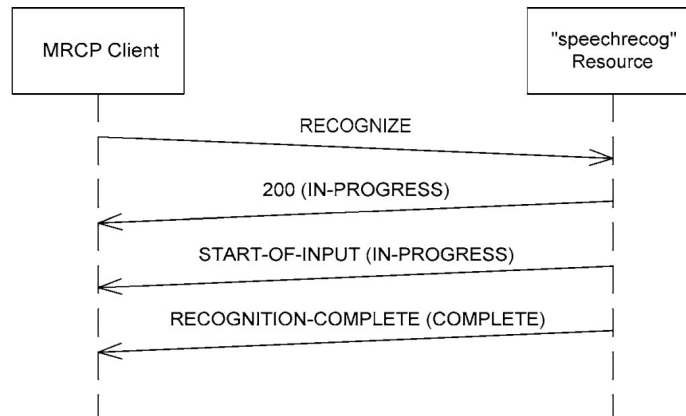 MRCP Client
"speechrecog"
Resource
RECOGNIZE
200 (IN-PROGRESS)
START-OF-INPUT (IN-PROGRESS)
RECOGNITION-COMPLETE (COMPLETE)